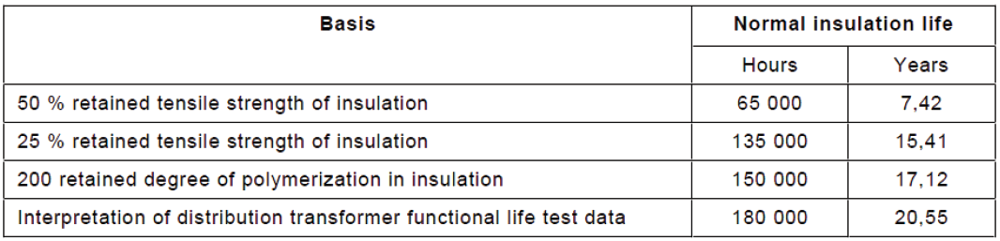 Basis Normal insulation life
Hours Years
50 % retained tensile strength of insulation 65 000 7,42
25 % retained tensile strength of insulation 135 000 15,41
200 retained degree of polymerization in insulation 150 000 17,12
Interpretation of distribution transformer functional life test data 180 000 20,55